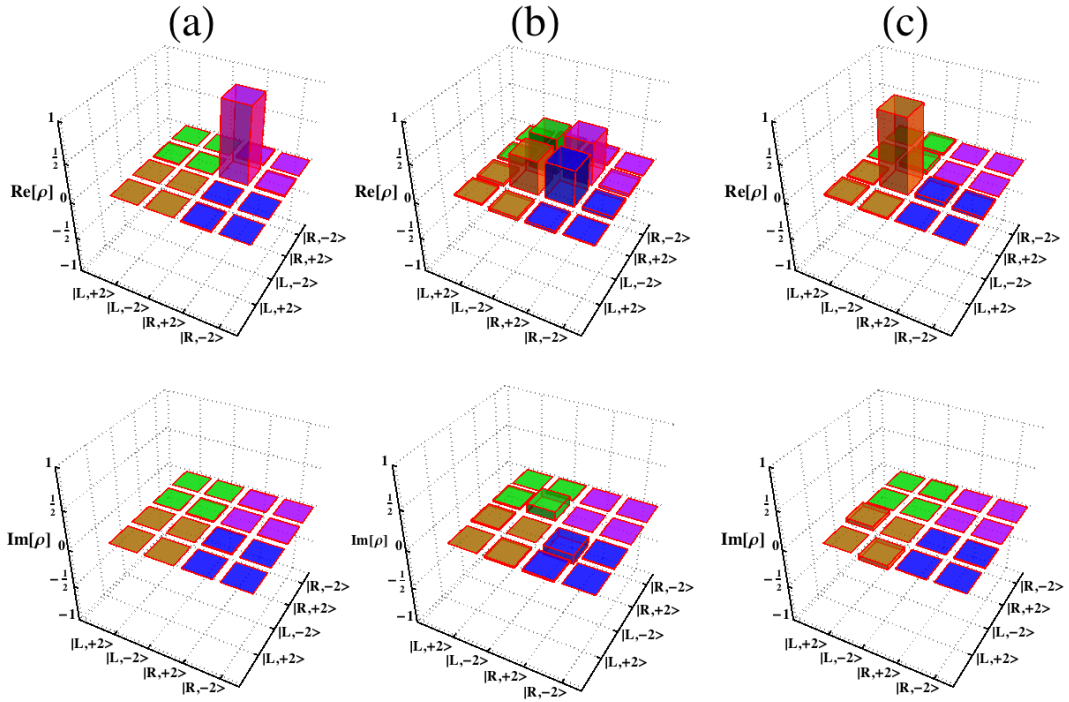 (a)
(b)
(c)
1
1/2
Re[ρ] 0
−1/2
−1
|L,+2>
|L,−2>
|R,+2>
|R,−2>
|R,−2>
|R,+2>
|L,−2>
|L,+2>
1
1/2
Re[ρ] 0
−1/2
−1
|L,+2>
|L,−2>
|R,+2>
|R,−2>
|R,−2>
|R,+2>
|L,−2>
|L,+2>
1
1/2
Re[ρ] 0
−1/2
−1
|L,+2>
|L,−2>
|R,+2>
|R,−2>
|R,−2>
|R,+2>
|L,−2>
|L,+2>
1
1/2
Im[ρ] 0
−1/2
−1
|L,+2>
|L,−2>
|R,+2>
|R,−2>
|R,−2>
|R,+2>
|L,−2>
|L,+2>
1
1/2
Im[ρ] 0
−1/2
−1
|L,+2>
|L,−2>
|R,+2>
|R,−2>
|R,−2>
|R,+2>
|L,−2>
|L,+2>
1
1/2
Im[ρ] 0
−1/2
−1
|L,+2>
|L,−2>
|R,+2>
|R,−2>
|R,−2>
|R,+2>
|L,−2>
|L,+2>